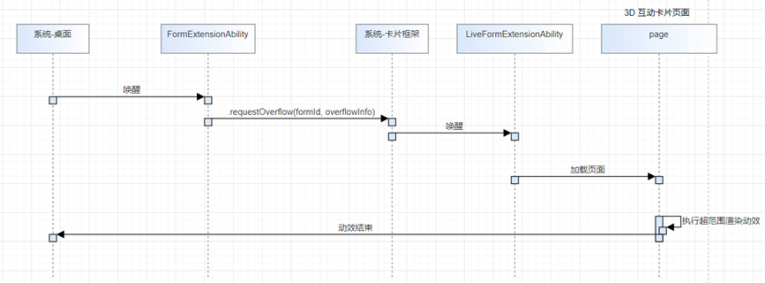 3D 互动卡片页面
系统-桌面
FormExtensionAbility
系统-卡片框架
LiveFormExtensionAbility
page
唤醒
.requestOverflow(formId, overflowInfo)
唤醒
加载页面
执行超范围渲染动效
动效结束